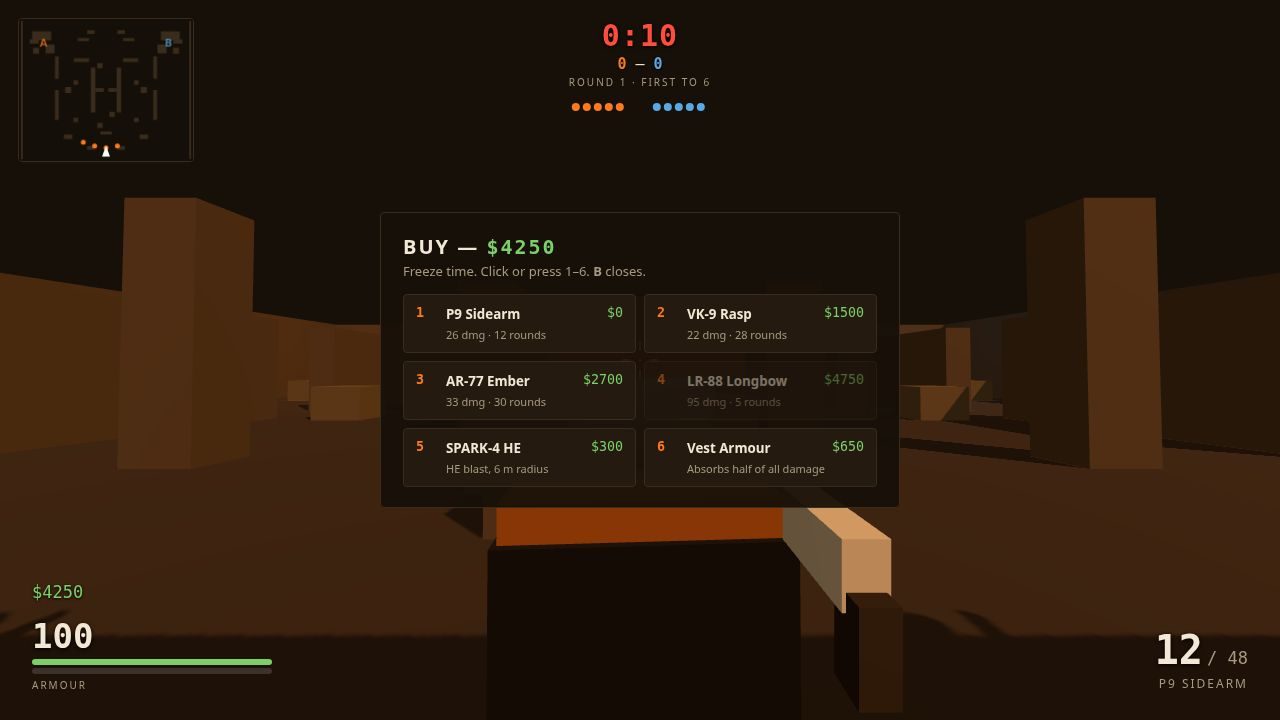 A
B
0:10
0 — 0
ROUND 1 · FIRST TO 6
BUY — $4250
Freeze time. Click or press 1–6. B closes.
1 P9 Sidearm $0
26 dmg · 12 rounds
2 VK-9 Rasp $1500
22 dmg · 28 rounds
3 AR-77 Ember $2700
33 dmg · 30 rounds
4 LR-88 Longbow $4750
95 dmg · 5 rounds
5 SPARK-4 HE $300
HE blast, 6 m radius
6 Vest Armour $650
Absorbs half of all damage
$4250
100
ARMOUR
12 / 48
P9 SIDEARM